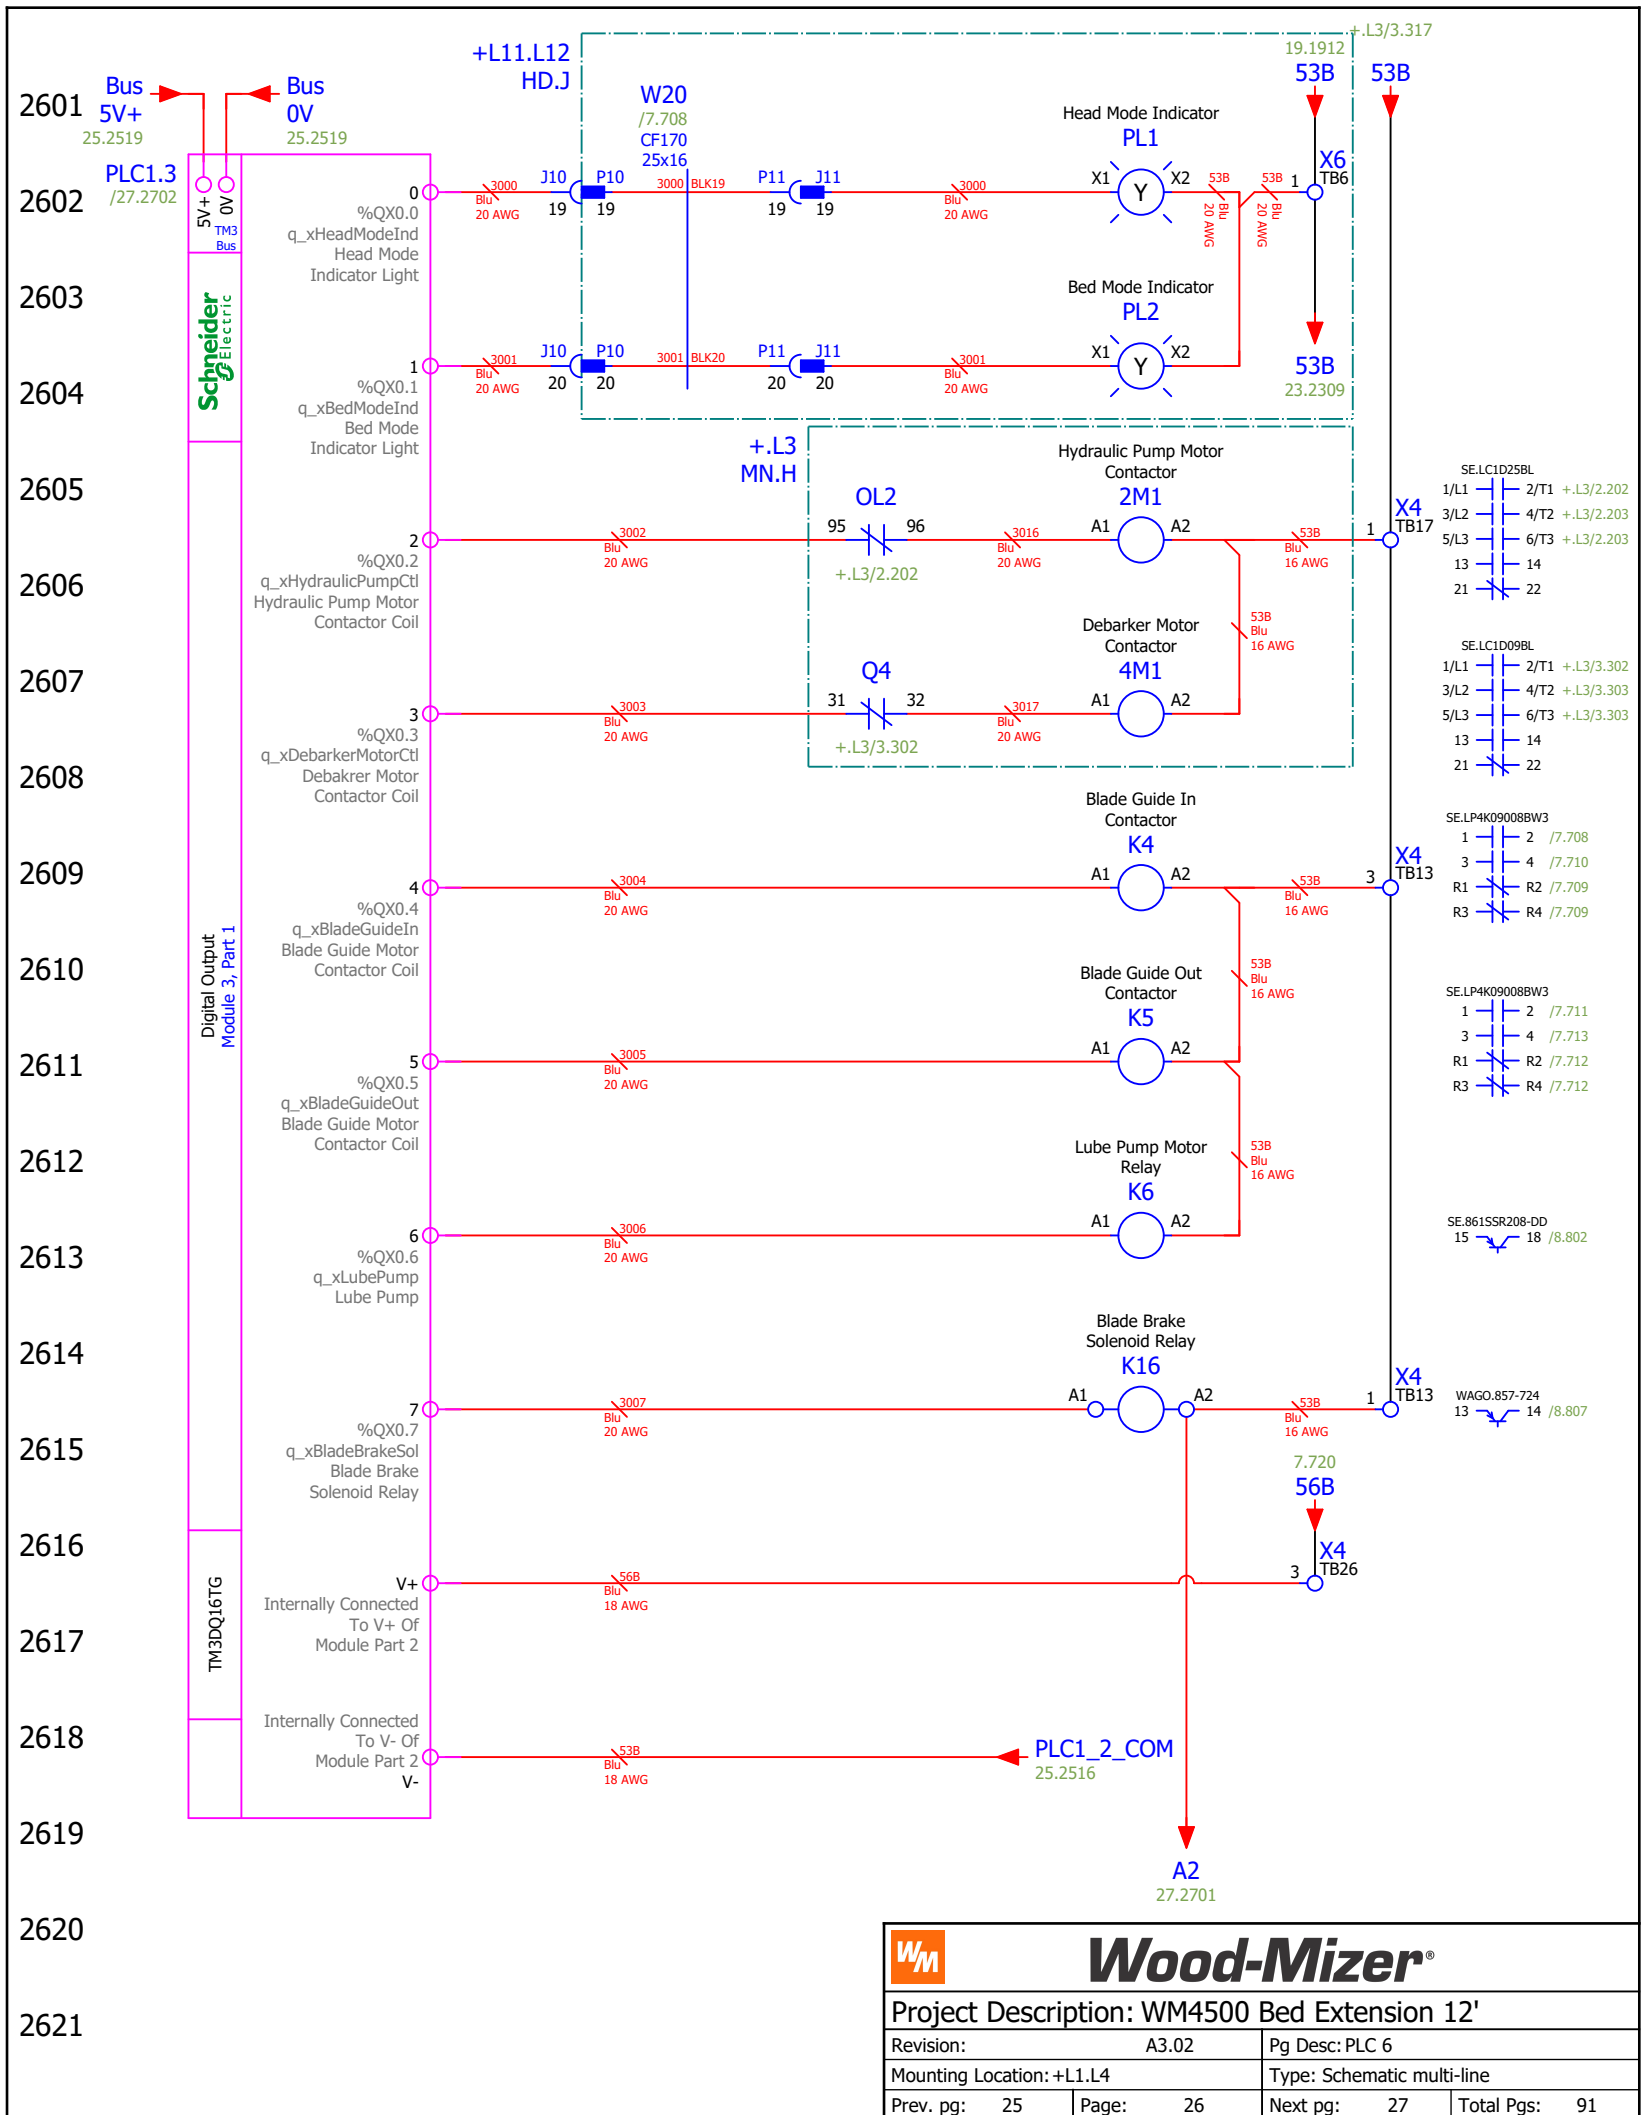 2601
2602
2603
2604
2605
2606
2607
2608
2609
2610
2611
2612
2613
2614
2615
2616
2617
2618
2619
2620
2621
Bus
5V+
25.2519
Bus
0V
25.2519
PLC1.3
/27.2702
5V+
0V
TM3
Bus
Schneider
Electric
Digital Output
Module 3, Part 1
TM3DQ16TG
0
%QX0.0
q_xHeadModeInd
Head Mode
Indicator Light
1
%QX0.1
q_xBedModeInd
Bed Mode
Indicator Light
2
%QX0.2
q_xHydraulicPumpCtl
Hydraulic Pump Motor
Contactor Coil
3
%QX0.3
q_xDebarkerMotorCtl
Debakrer Motor
Contactor Coil
4
%QX0.4
q_xBladeGuideIn
Blade Guide Motor
Contactor Coil
5
%QX0.5
q_xBladeGuideOut
Blade Guide Motor
Contactor Coil
6
%QX0.6
q_xLubePump
Lube Pump
7
%QX0.7
q_xBladeBrakeSol
Blade Brake
Solenoid Relay
V+
Internally Connected
To V+ Of
Module Part 2
Internally Connected
To V- Of
Module Part 2
V-
+L11.L12
HD.J
W20
/7.708
CF170
25x16
3000
Blu
20 AWG
J10 P10
19 19
3000 BLK19
P11 J11
19 19
3000
Blu
20 AWG
Head Mode Indicator
PL1
X1 Y X2
53B
Blu
20 AWG
53B
Blu
20 AWG
1
X6
TB6
19.1912
53B
+.L3/3.317
53B
3001
Blu
20 AWG
J10 P10
20 20
3001 BLK20
P11 J11
20 20
3001
Blu
20 AWG
Bed Mode Indicator
PL2
X1 Y X2
53B
23.2309
+.L3
MN.H
3002
Blu
20 AWG
OL2
95 96
+.L3/2.202
3016
Blu
20 AWG
Hydraulic Pump Motor
Contactor
2M1
A1 A2
53B
Blu
16 AWG
1
X4
TB17
53B
Blu
16 AWG
3003
Blu
20 AWG
Q4
31 32
+.L3/3.302
3017
Blu
20 AWG
Debarker Motor
Contactor
4M1
A1 A2
3004
Blu
20 AWG
Blade Guide In
Contactor
K4
A1 A2
53B
Blu
16 AWG
3
X4
TB13
53B
Blu
16 AWG
3005
Blu
20 AWG
Blade Guide Out
Contactor
K5
A1 A2
53B
Blu
16 AWG
3006
Blu
20 AWG
Lube Pump Motor
Relay
K6
A1 A2
3007
Blu
20 AWG
Blade Brake
Solenoid Relay
K16
A1 A2
53B
Blu
16 AWG
1
X4
TB13
7.720
56B
56B
Blu
18 AWG
3
X4
TB26
53B
Blu
18 AWG
PLC1_2_COM
25.2516
A2
27.2701
SE.LC1D25BL
1/L1 2/T1 +.L3/2.202
3/L2 4/T2 +.L3/2.203
5/L3 6/T3 +.L3/2.203
13 14
21 22
SE.LC1D09BL
1/L1 2/T1 +.L3/3.302
3/L2 4/T2 +.L3/3.303
5/L3 6/T3 +.L3/3.303
13 14
21 22
SE.LP4K09008BW3
1 2 /7.708
3 4 /7.710
R1 R2 /7.709
R3 R4 /7.709
SE.LP4K09008BW3
1 2 /7.711
3 4 /7.713
R1 R2 /7.712
R3 R4 /7.712
SE.861SSR208-DD
15 18 /8.802
WAGO.857-724
13 14 /8.807
WM
Wood-Mizer®
Project Description: WM4500 Bed Extension 12'
Revision: A3.02
Pg Desc: PLC 6
Mounting Location: +L1.L4
Type: Schematic multi-line
Prev. pg: 25
Page: 26
Next pg: 27
Total Pgs: 91